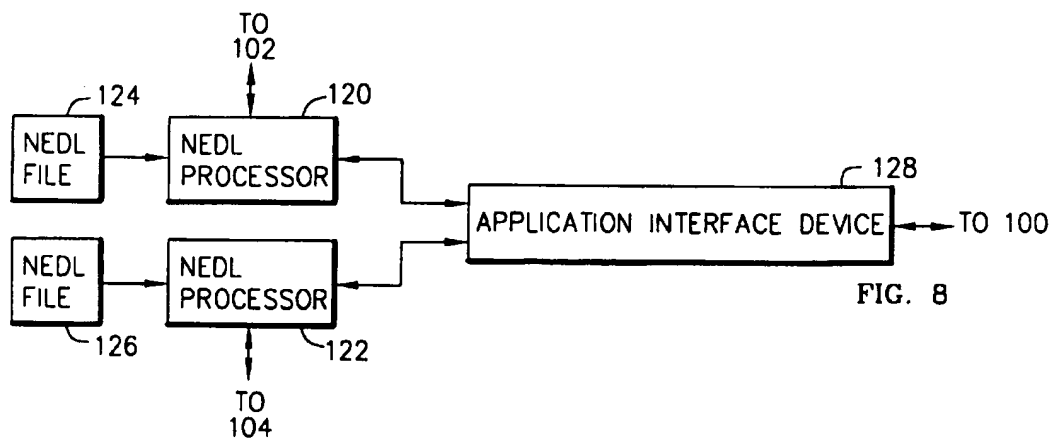 TO
102
124
120
NEDL
FILE
NEDL
PROCESSOR
128
APPLICATION INTERFACE DEVICE
TO 100
NEDL
FILE
NEDL
PROCESSOR
FIG. 8
126
122
TO
104